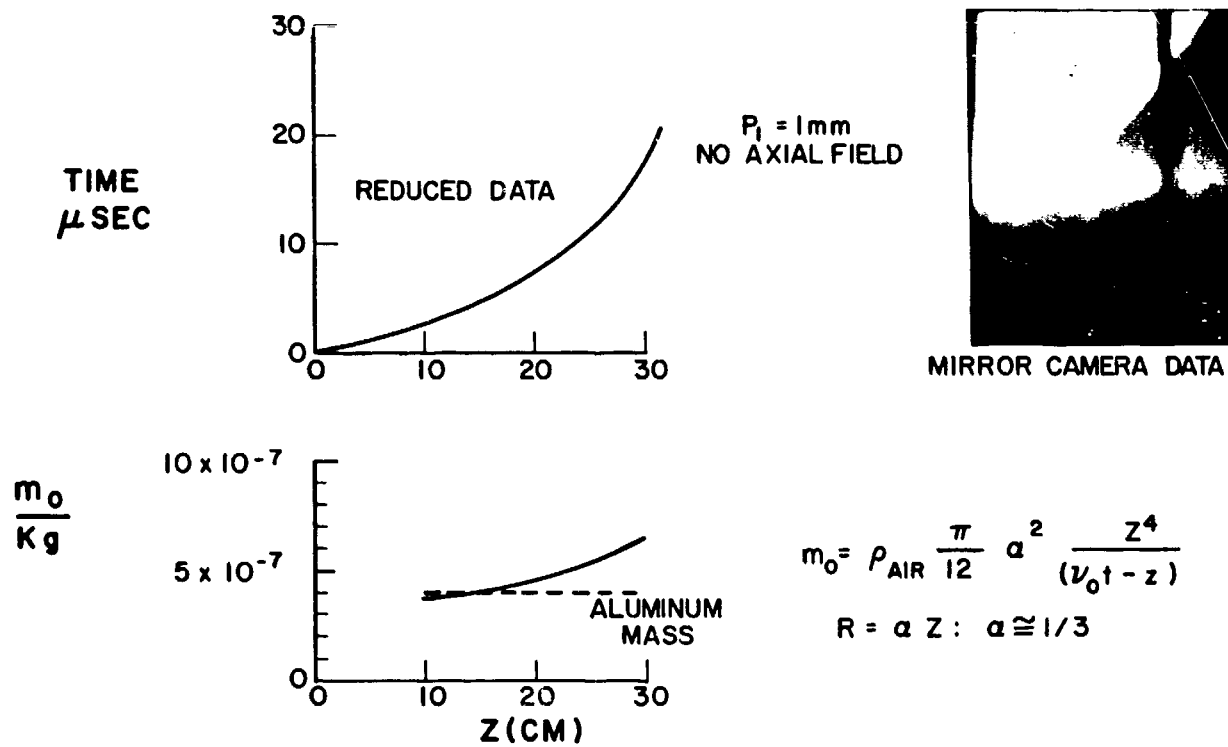 30
20
10
0
TIME
μ SEC
REDUCED DATA
0 10 20 30
P₁ = 1mm
NO AXIAL FIELD
MIRROR CAMERA DATA
m₀
Kg
10 x 10⁻⁷
5 x 10⁻⁷
0
ALUMINUM
MASS
0 10 20 30
Z (CM)
m₀ = ρ_AIR π/12 α² Z⁴/(ν₀t - z)
R = α Z : α ≅ 1/3